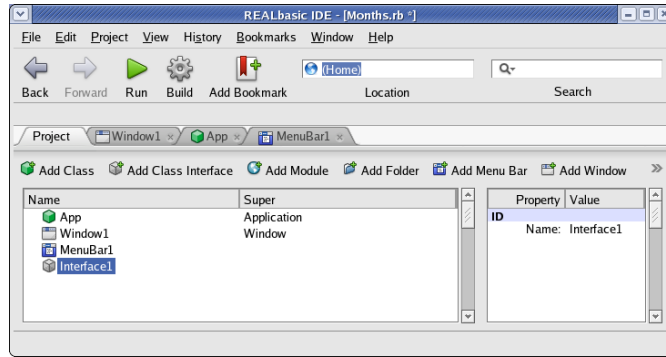 REALbasic IDE - [Months.rb *]
File Edit Project View History Bookmarks Window Help
(Home)
Back Forward Run Build Add Bookmark Location Search
Project Window1 App MenuBar1
Add Class Add Class Interface Add Module Add Folder Add Menu Bar Add Window
Name Super Property Value
App Application ID
Window1 Window Name: Interface1
MenuBar1
Interface1